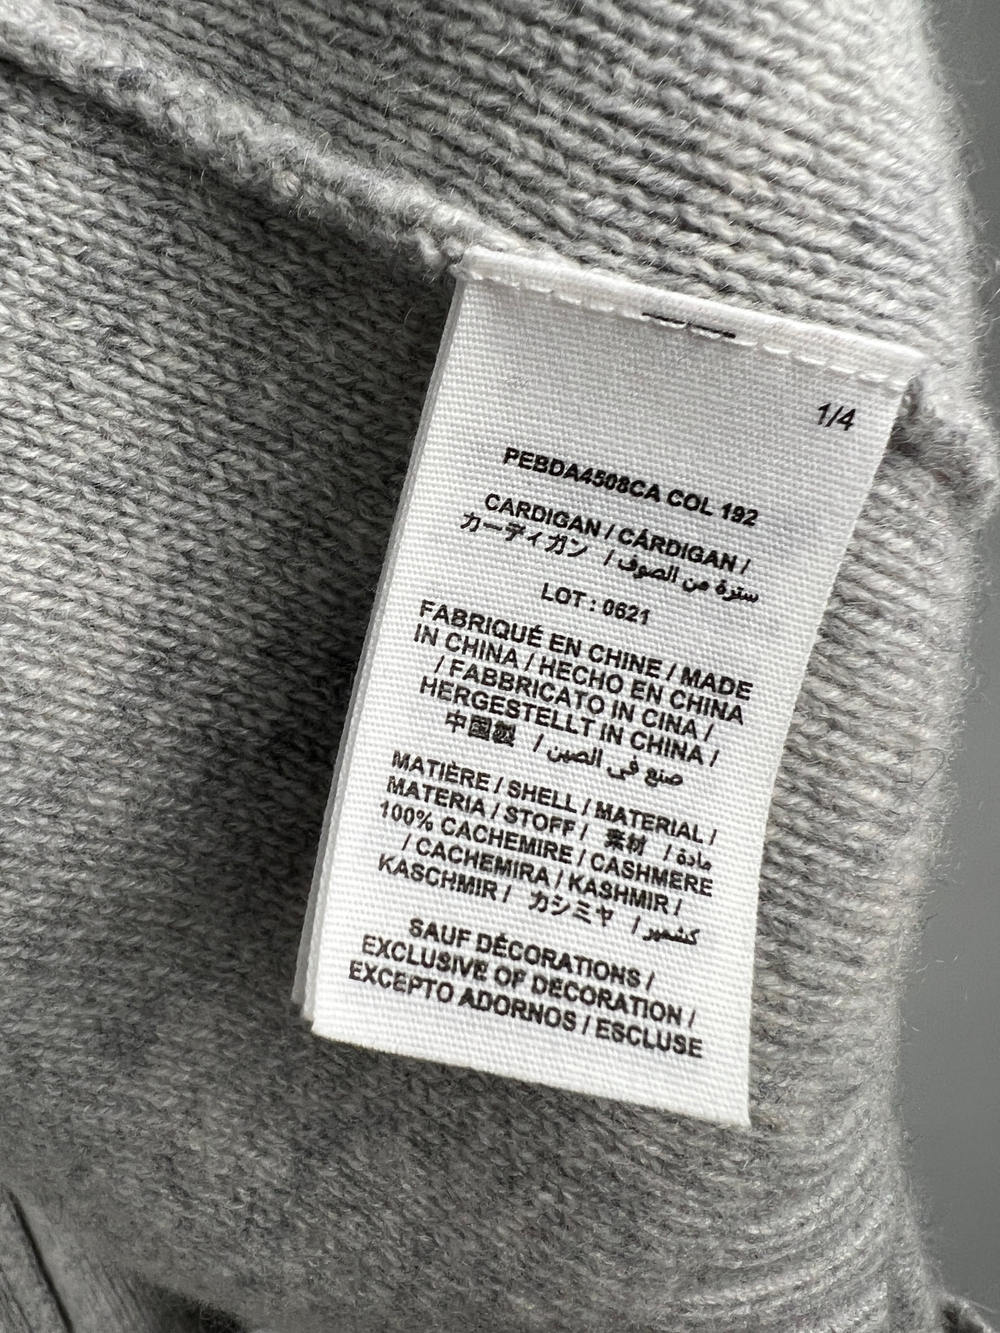 1/4
PEBDA4508CA COL 192
CARDIGAN / CÁRDIGAN /
カーディガン / سترة من الصوف
LOT : 0621
FABRIQUÉ EN CHINE / MADE
IN CHINA / HECHO EN CHINA
/ FABBRICATO IN CINA /
HERGESTELLT IN CHINA /
中国製 / صنع في الصين
MATIÈRE / SHELL / MATERIAL /
MATERIA / STOFF / 素材 / مادة /
100% CACHEMIRE / CASHMERE
/ CACHEMIRA / KASHMIR /
KASCHMIR / カシミヤ / كشمير
SAUF DÉCORATIONS /
EXCLUSIVE OF DECORATION /
EXCEPTO ADORNOS / ESCLUSE